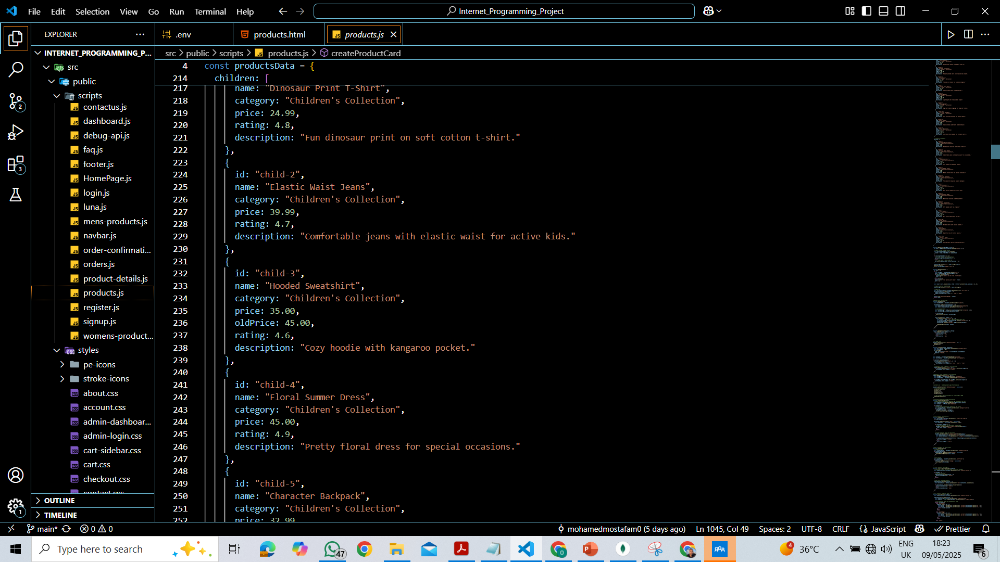 File Edit Selection View Go Run Terminal Help
Internet_Programming_Project
EXPLORER
.env
products.html
products.js
INTERNET_PROGRAMMING_P...
src
public
scripts
contactus.js
dashboard.js
debug-api.js
faq.js
footer.js
HomePage.js
login.js
luna.js
mens-products.js
navbar.js
order-confirmati...
orders.js
product-details.js
products.js
register.js
signup.js
womens-product...
styles
pe-icons
stroke-icons
about.css
account.css
admin-dashboar...
admin-login.css
cart-sidebar.css
cart.css
checkout.css
contact.css
OUTLINE
TIMELINE
2
3
1
src > public > scripts > products.js > createProductCard
4 const productsData = {
214 children: [
217 name: "Dinosaur Print T-Shirt",
218 category: "Children's Collection",
219 price: 24.99,
220 rating: 4.8,
221 description: "Fun dinosaur print on soft cotton t-shirt."
222 },
223 {
224 id: "child-2",
225 name: "Elastic Waist Jeans",
226 category: "Children's Collection",
227 price: 39.99,
228 rating: 4.7,
229 description: "Comfortable jeans with elastic waist for active kids."
230 },
231 {
232 id: "child-3",
233 name: "Hooded Sweatshirt",
234 category: "Children's Collection",
235 price: 35.00,
236 oldPrice: 45.00,
237 rating: 4.6,
238 description: "Cozy hoodie with kangaroo pocket."
239 },
240 {
241 id: "child-4",
242 name: "Floral Summer Dress",
243 category: "Children's Collection",
244 price: 45.00,
245 rating: 4.9,
246 description: "Pretty floral dress for special occasions."
247 },
248 {
249 id: "child-5",
250 name: "Character Backpack",
251 category: "Children's Collection",
252 price: 32.99
main* 0 0
mohamedmostafam0 (5 days ago) Ln 1045, Col 49 Spaces: 2 UTF-8 CRLF JavaScript Prettier
Type here to search
47
4
36°C
ENG
UK
18:23
09/05/2025
6